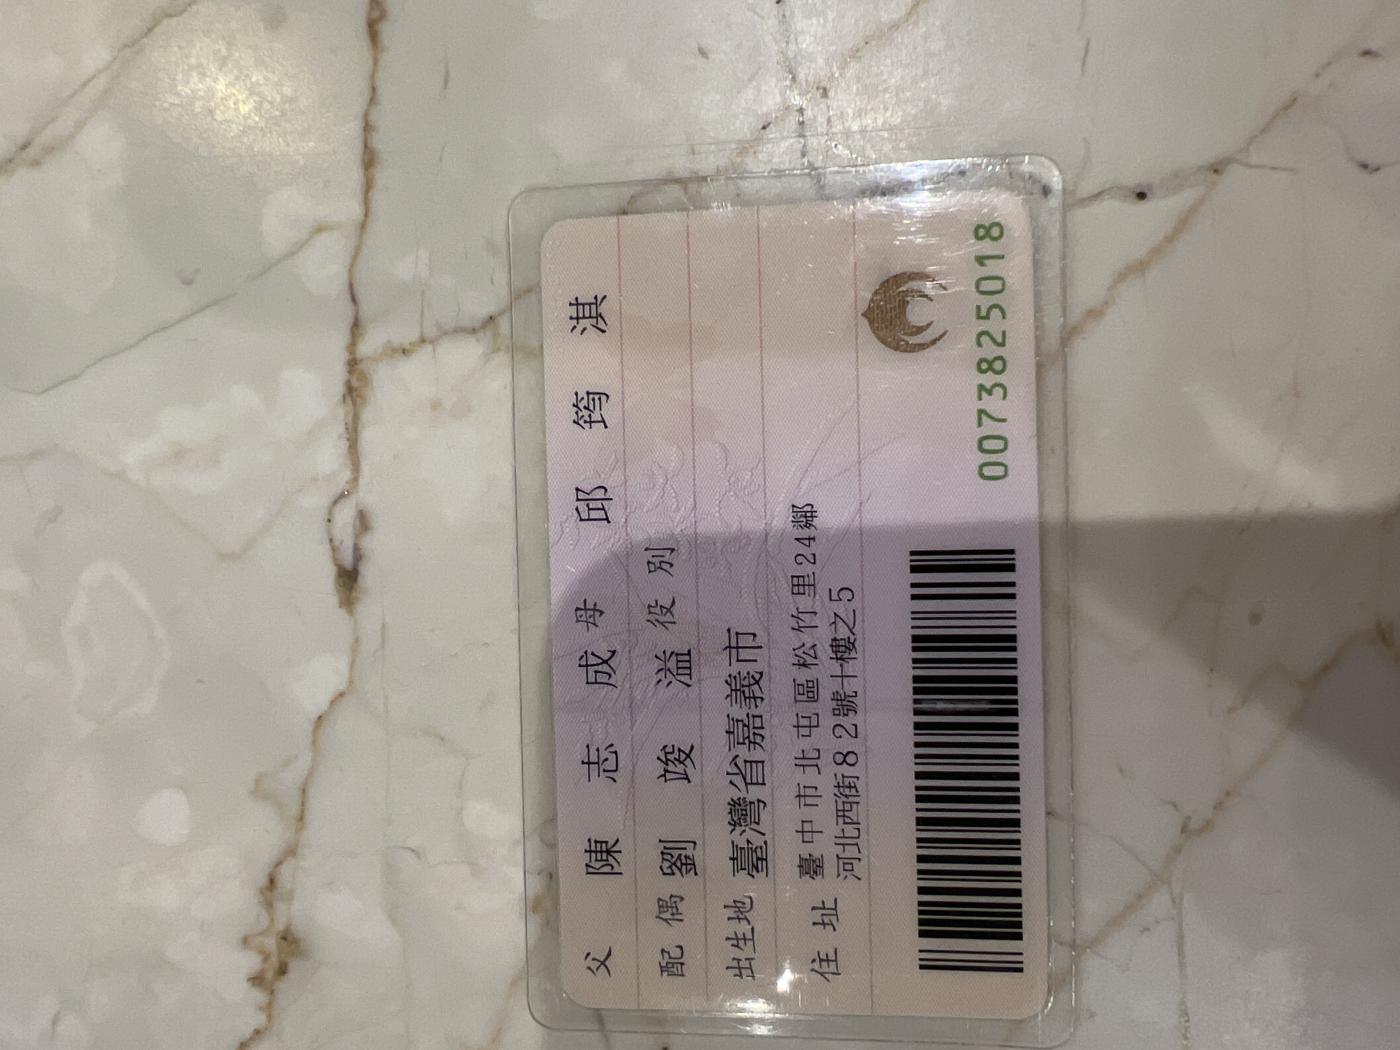 父 陳志成 母 邱筠淇
配偶 劉竣溢 役別
出生地 臺灣省嘉義市
住址 臺中市北屯區松竹里24鄰
河北西街82號十樓之5
0073825018